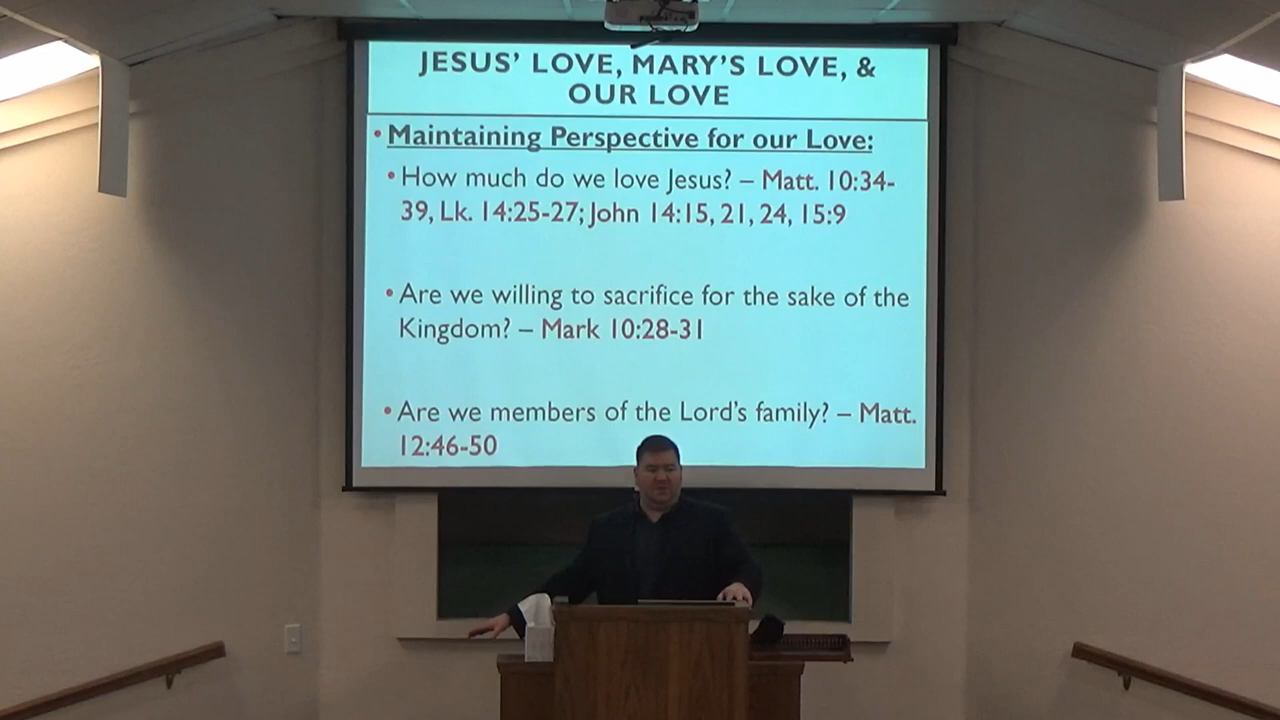 JESUS' LOVE, MARY'S LOVE, &
OUR LOVE
• Maintaining Perspective for our Love:
• How much do we love Jesus? – Matt. 10:34-
39, Lk. 14:25-27; John 14:15, 21, 24, 15:9
• Are we willing to sacrifice for the sake of the
Kingdom? – Mark 10:28-31
• Are we members of the Lord's family? – Matt.
12:46-50